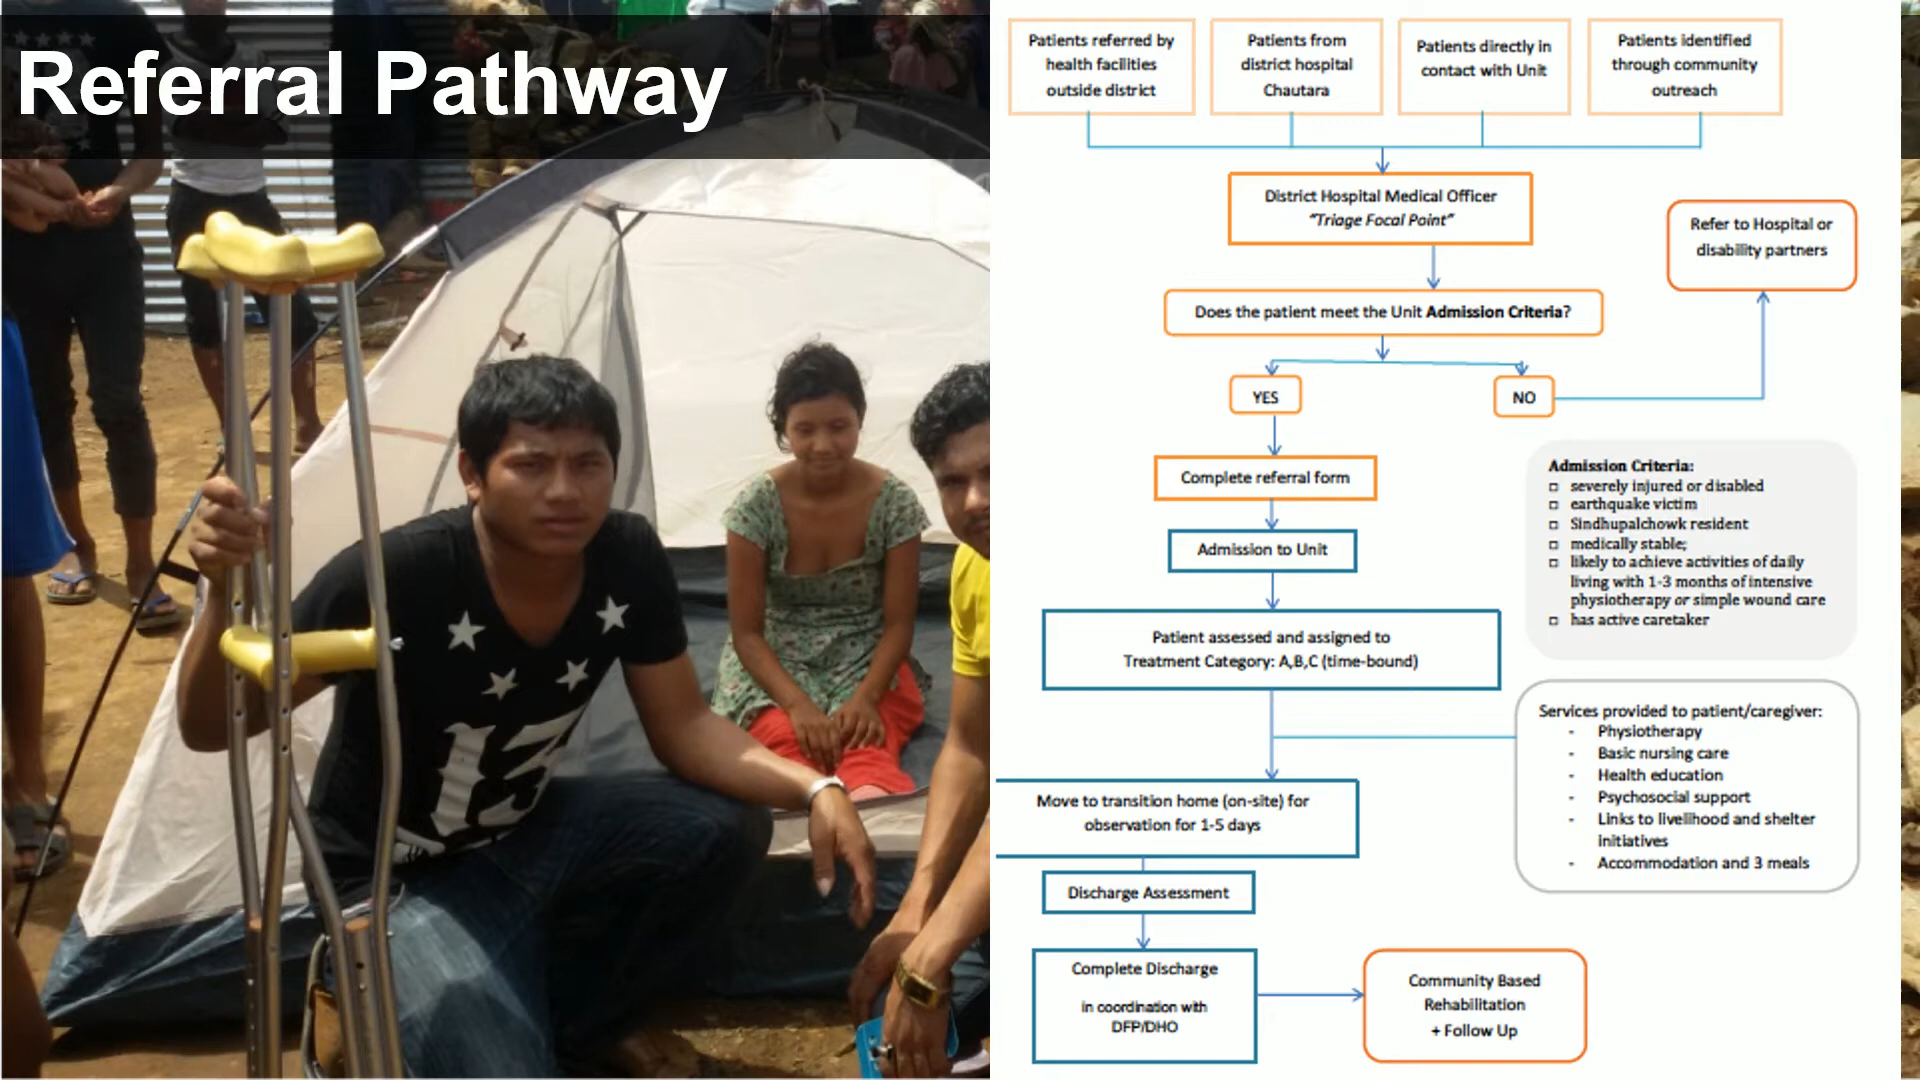 Referral Pathway
Patients referred by
health facilities
outside district
Patients from
district hospital
Chautara
Patients directly in
contact with Unit
Patients identified
through community
outreach
District Hospital Medical Officer
“Triage Focal Point”
Refer to Hospital or
disability partners
Does the patient meet the Unit Admission Criteria?
YES
NO
Complete referral form
Admission to Unit
Patient assessed and assigned to
Treatment Category: A,B,C (time-bound)
Admission Criteria:
□ severely injured or disabled
□ earthquake victim
□ Sindhupalchowk resident
□ medically stable;
□ likely to achieve activities of daily
living with 1-3 months of intensive
physiotherapy or simple wound care
□ has active caretaker
Services provided to patient/caregiver:
- Physiotherapy
- Basic nursing care
- Health education
- Psychosocial support
- Links to livelihood and shelter
initiatives
- Accommodation and 3 meals
Move to transition home (on-site) for
observation for 1-5 days
Discharge Assessment
Complete Discharge
in coordination with
DFP/DHO
Community Based
Rehabilitation
+ Follow Up
13